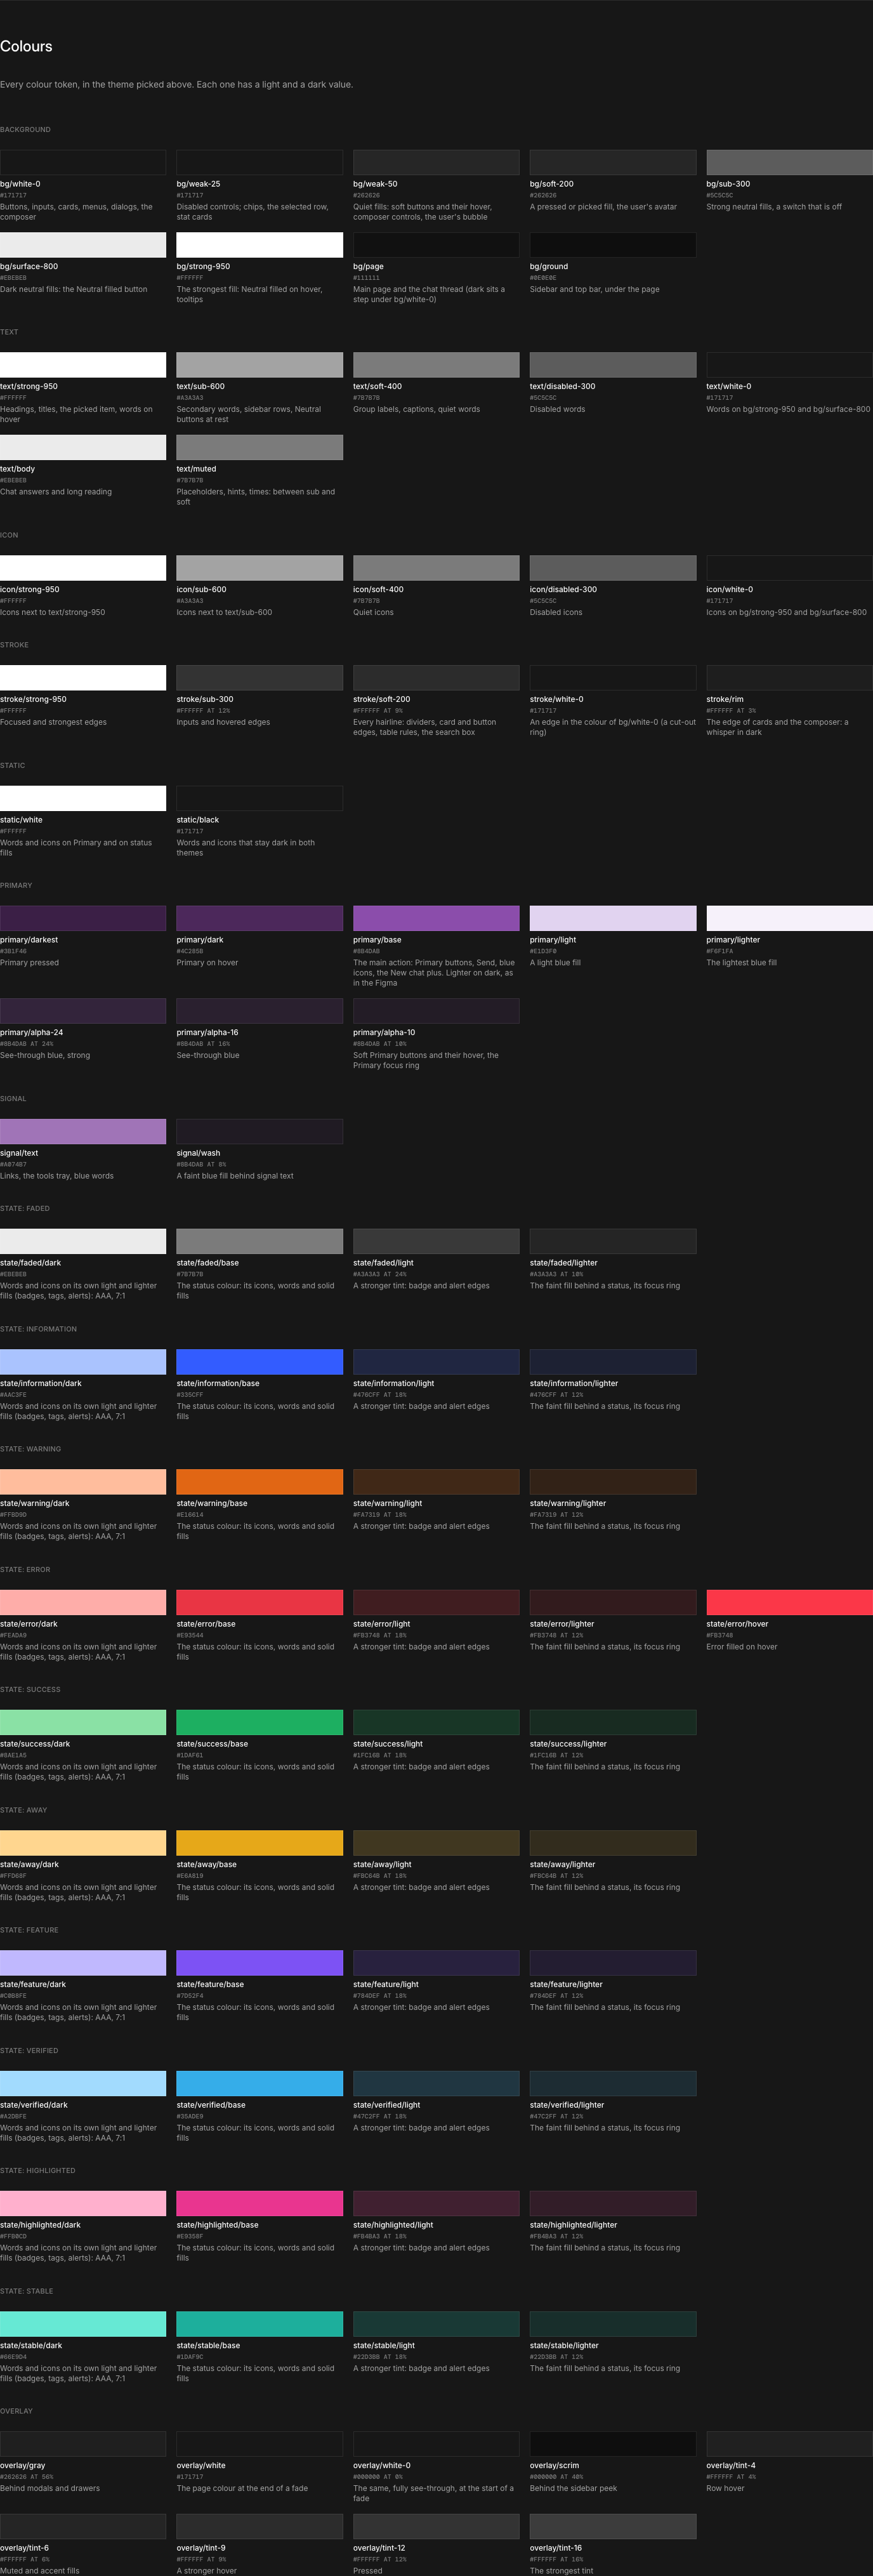 Colours
Every colour token, in the theme picked above. Each one has a light and a dark value.
BACKGROUND
bg/white-0
#171717
Buttons, inputs, cards, menus, dialogs, the
composer
bg/weak-25
#171717
Disabled controls; chips, the selected row,
stat cards
bg/weak-50
#262626
Quiet fills: soft buttons and their hover,
composer controls, the user's bubble
bg/soft-200
#262626
A pressed or picked fill, the user's avatar
bg/sub-300
#5C5C5C
Strong neutral fills, a switch that is off
bg/surface-800
#EBEBEB
Dark neutral fills: the Neutral filled button
bg/strong-950
#FFFFFF
The strongest fill: Neutral filled on hover,
tooltips
bg/page
#111111
Main page and the chat thread (dark sits a
step under bg/white-0)
bg/ground
#0E0E0E
Sidebar and top bar, under the page
TEXT
text/strong-950
#FFFFFF
Headings, titles, the picked item, words on
hover
text/sub-600
#A3A3A3
Secondary words, sidebar rows, Neutral
buttons at rest
text/soft-400
#7B7B7B
Group labels, captions, quiet words
text/disabled-300
#5C5C5C
Disabled words
text/white-0
#171717
Words on bg/strong-950 and bg/surface-800
text/body
#EBEBEB
Chat answers and long reading
text/muted
#7B7B7B
Placeholders, hints, times: between sub and
soft
ICON
icon/strong-950
#FFFFFF
Icons next to text/strong-950
icon/sub-600
#A3A3A3
Icons next to text/sub-600
icon/soft-400
#7B7B7B
Quiet icons
icon/disabled-300
#5C5C5C
Disabled icons
icon/white-0
#171717
Icons on bg/strong-950 and bg/surface-800
STROKE
stroke/strong-950
#FFFFFF
Focused and strongest edges
stroke/sub-300
#FFFFFF AT 12%
Inputs and hovered edges
stroke/soft-200
#FFFFFF AT 9%
Every hairline: dividers, card and button
edges, table rules, the search box
stroke/white-0
#171717
An edge in the colour of bg/white-0 (a cut-out
ring)
stroke/rim
#FFFFFF AT 3%
The edge of cards and the composer: a
whisper in dark
STATIC
static/white
#FFFFFF
Words and icons on Primary and on status
fills
static/black
#171717
Words and icons that stay dark in both
themes
PRIMARY
primary/darkest
#3B1F46
Primary pressed
primary/dark
#4C285B
Primary on hover
primary/base
#8B4DAB
The main action: Primary buttons, Send, blue
icons, the New chat plus. Lighter on dark, as
in the Figma
primary/light
#E1D3F0
A light blue fill
primary/lighter
#F6F1FA
The lightest blue fill
primary/alpha-24
#8B4DAB AT 24%
See-through blue, strong
primary/alpha-16
#8B4DAB AT 16%
See-through blue
primary/alpha-10
#8B4DAB AT 10%
Soft Primary buttons and their hover, the
Primary focus ring
SIGNAL
signal/text
#A074B7
Links, the tools tray, blue words
signal/wash
#8B4DAB AT 8%
A faint blue fill behind signal text
STATE: FADED
state/faded/dark
#EBEBEB
Words and icons on its own light and lighter
fills (badges, tags, alerts): AAA, 7:1
state/faded/base
#7B7B7B
The status colour: its icons, words and solid
fills
state/faded/light
#A3A3A3 AT 24%
A stronger tint: badge and alert edges
state/faded/lighter
#A3A3A3 AT 10%
The faint fill behind a status, its focus ring
STATE: INFORMATION
state/information/dark
#AAC3FE
Words and icons on its own light and lighter
fills (badges, tags, alerts): AAA, 7:1
state/information/base
#335CFF
The status colour: its icons, words and solid
fills
state/information/light
#476CFF AT 18%
A stronger tint: badge and alert edges
state/information/lighter
#476CFF AT 12%
The faint fill behind a status, its focus ring
STATE: WARNING
state/warning/dark
#FFBD9D
Words and icons on its own light and lighter
fills (badges, tags, alerts): AAA, 7:1
state/warning/base
#E16614
The status colour: its icons, words and solid
fills
state/warning/light
#FA7319 AT 18%
A stronger tint: badge and alert edges
state/warning/lighter
#FA7319 AT 12%
The faint fill behind a status, its focus ring
STATE: ERROR
state/error/dark
#FEADA9
Words and icons on its own light and lighter
fills (badges, tags, alerts): AAA, 7:1
state/error/base
#E93544
The status colour: its icons, words and solid
fills
state/error/light
#FB3748 AT 18%
A stronger tint: badge and alert edges
state/error/lighter
#FB3748 AT 12%
The faint fill behind a status, its focus ring
state/error/hover
#FB3748
Error filled on hover
STATE: SUCCESS
state/success/dark
#8AE1A5
Words and icons on its own light and lighter
fills (badges, tags, alerts): AAA, 7:1
state/success/base
#1DAF61
The status colour: its icons, words and solid
fills
state/success/light
#1FC16B AT 18%
A stronger tint: badge and alert edges
state/success/lighter
#1FC16B AT 12%
The faint fill behind a status, its focus ring
STATE: AWAY
state/away/dark
#FFD68F
Words and icons on its own light and lighter
fills (badges, tags, alerts): AAA, 7:1
state/away/base
#E6A819
The status colour: its icons, words and solid
fills
state/away/light
#FBC64B AT 18%
A stronger tint: badge and alert edges
state/away/lighter
#FBC64B AT 12%
The faint fill behind a status, its focus ring
STATE: FEATURE
state/feature/dark
#C0B8FE
Words and icons on its own light and lighter
fills (badges, tags, alerts): AAA, 7:1
state/feature/base
#7D52F4
The status colour: its icons, words and solid
fills
state/feature/light
#784DEF AT 18%
A stronger tint: badge and alert edges
state/feature/lighter
#784DEF AT 12%
The faint fill behind a status, its focus ring
STATE: VERIFIED
state/verified/dark
#A2DBFE
Words and icons on its own light and lighter
fills (badges, tags, alerts): AAA, 7:1
state/verified/base
#35ADE9
The status colour: its icons, words and solid
fills
state/verified/light
#47C2FF AT 18%
A stronger tint: badge and alert edges
state/verified/lighter
#47C2FF AT 12%
The faint fill behind a status, its focus ring
STATE: HIGHLIGHTED
state/highlighted/dark
#FFB0CD
Words and icons on its own light and lighter
fills (badges, tags, alerts): AAA, 7:1
state/highlighted/base
#E9358F
The status colour: its icons, words and solid
fills
state/highlighted/light
#FB4BA3 AT 18%
A stronger tint: badge and alert edges
state/highlighted/lighter
#FB4BA3 AT 12%
The faint fill behind a status, its focus ring
STATE: STABLE
state/stable/dark
#66E9D4
Words and icons on its own light and lighter
fills (badges, tags, alerts): AAA, 7:1
state/stable/base
#1DAF9C
The status colour: its icons, words and solid
fills
state/stable/light
#22D3BB AT 18%
A stronger tint: badge and alert edges
state/stable/lighter
#22D3BB AT 12%
The faint fill behind a status, its focus ring
OVERLAY
overlay/gray
#262626 AT 56%
Behind modals and drawers
overlay/white
#171717
The page colour at the end of a fade
overlay/white-0
#000000 AT 0%
The same, fully see-through, at the start of a
fade
overlay/scrim
#000000 AT 40%
Behind the sidebar peek
overlay/tint-4
#FFFFFF AT 4%
Row hover
overlay/tint-6
#FFFFFF AT 6%
Muted and accent fills
overlay/tint-9
#FFFFFF AT 9%
A stronger hover
overlay/tint-12
#FFFFFF AT 12%
Pressed
overlay/tint-16
#FFFFFF AT 16%
The strongest tint